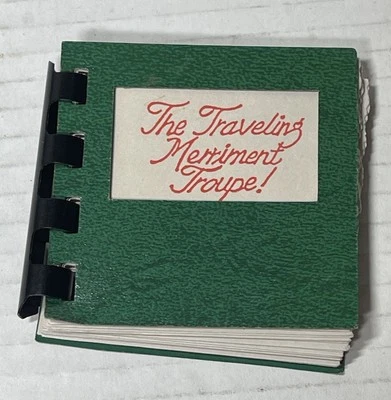 The Traveling
Merriment
Troupe!